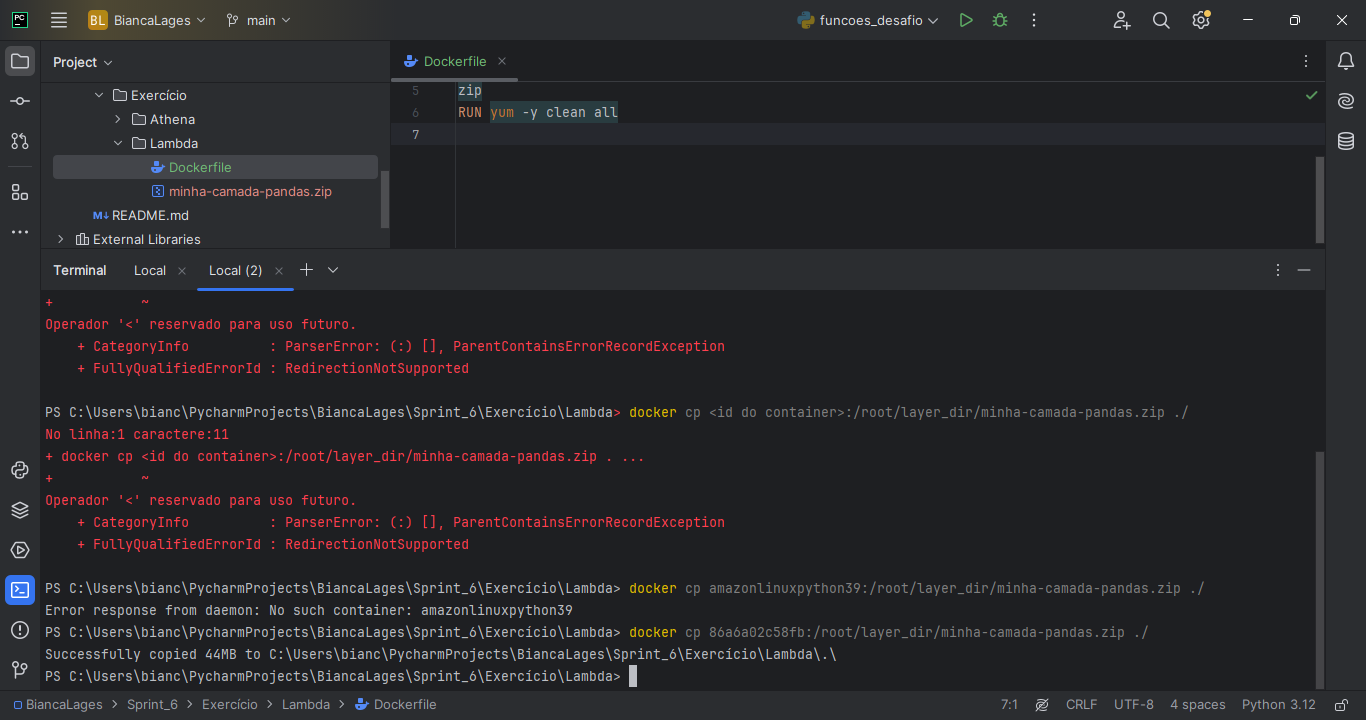 PC
BL BiancaLages
main
funcoes_desafio
Project
Dockerfile
Exercício
Athena
Lambda
Dockerfile
minha-camada-pandas.zip
M↓ README.md
External Libraries
5 zip
6 RUN yum -y clean all
7
Terminal Local Local (2)
+ ~
Operador '<' reservado para uso futuro.
+ CategoryInfo : ParserError: (:) [], ParentContainsErrorRecordException
+ FullyQualifiedErrorId : RedirectionNotSupported
PS C:\Users\bianc\PycharmProjects\BiancaLages\Sprint_6\Exercício\Lambda> docker cp <id do container>:/root/layer_dir/minha-camada-pandas.zip ./
No linha:1 caractere:11
+ docker cp <id do container>:/root/layer_dir/minha-camada-pandas.zip . ...
+ ~
Operador '<' reservado para uso futuro.
+ CategoryInfo : ParserError: (:) [], ParentContainsErrorRecordException
+ FullyQualifiedErrorId : RedirectionNotSupported
PS C:\Users\bianc\PycharmProjects\BiancaLages\Sprint_6\Exercício\Lambda> docker cp amazonlinuxpython39:/root/layer_dir/minha-camada-pandas.zip ./
Error response from daemon: No such container: amazonlinuxpython39
PS C:\Users\bianc\PycharmProjects\BiancaLages\Sprint_6\Exercício\Lambda> docker cp 86a6a02c58fb:/root/layer_dir/minha-camada-pandas.zip ./
Successfully copied 44MB to C:\Users\bianc\PycharmProjects\BiancaLages\Sprint_6\Exercício\Lambda\.\
PS C:\Users\bianc\PycharmProjects\BiancaLages\Sprint_6\Exercício\Lambda>
BiancaLages > Sprint_6 > Exercício > Lambda > Dockerfile
7:1 CRLF UTF-8 4 spaces Python 3.12